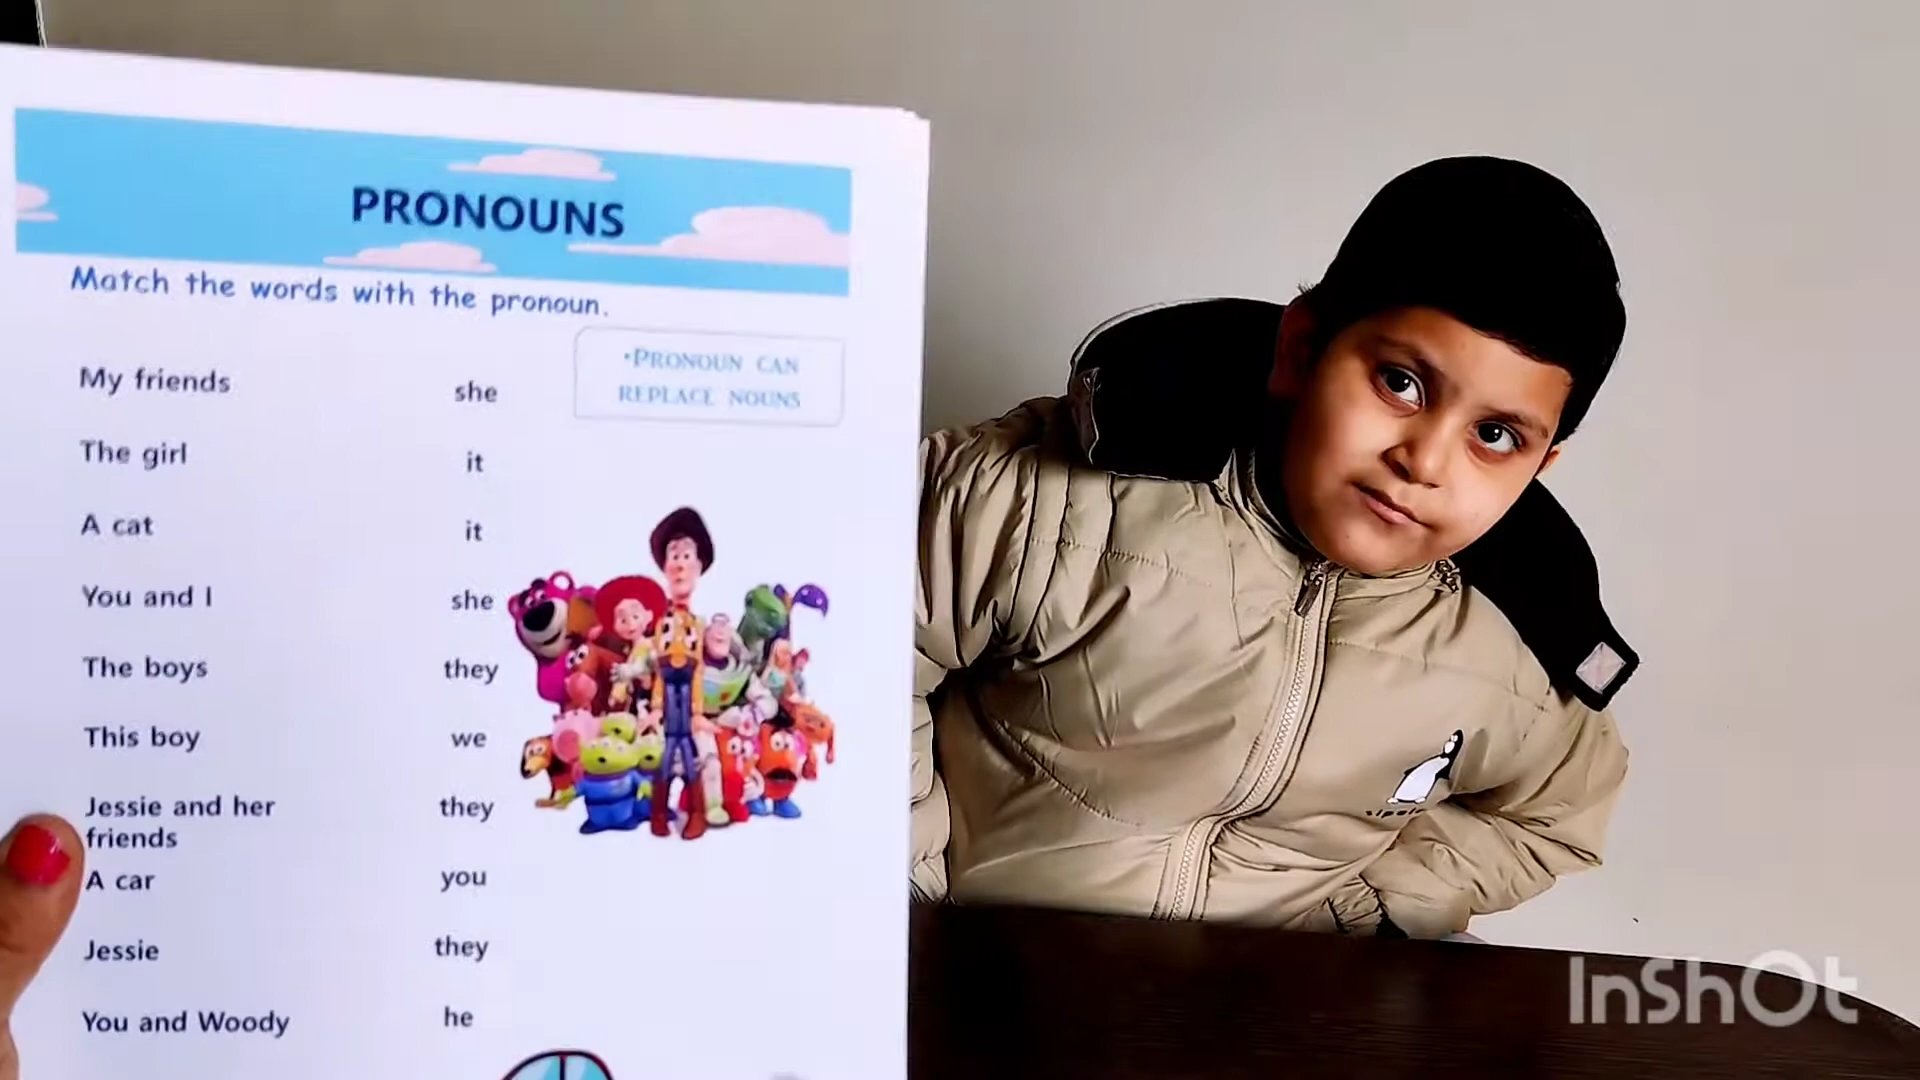 PRONOUNS
Match the words with the pronoun.
•PRONOUN CAN
REPLACE NOUNS
My friends she
The girl it
A cat it
You and I she
The boys they
This boy we
Jessie and her they
friends
A car you
Jessie they
You and Woody he
InShOt